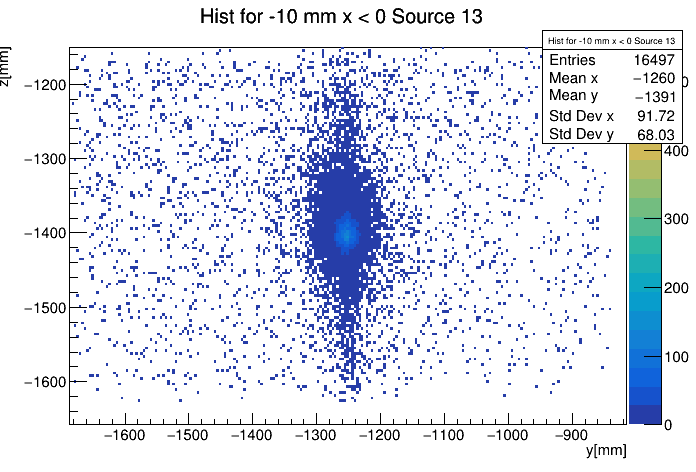 Hist for -10 mm x < 0 Source 13
z[mm]
Hist for -10 mm x < 0 Source 13
Entries 16497
Mean x −1260
Mean y −1391
Std Dev x 91.72
Std Dev y 68.03
−1200
−1300
−1400
−1500
−1600
400
300
200
100
0
−1600 −1500 −1400 −1300 −1200 −1100 −1000 −900
y[mm]